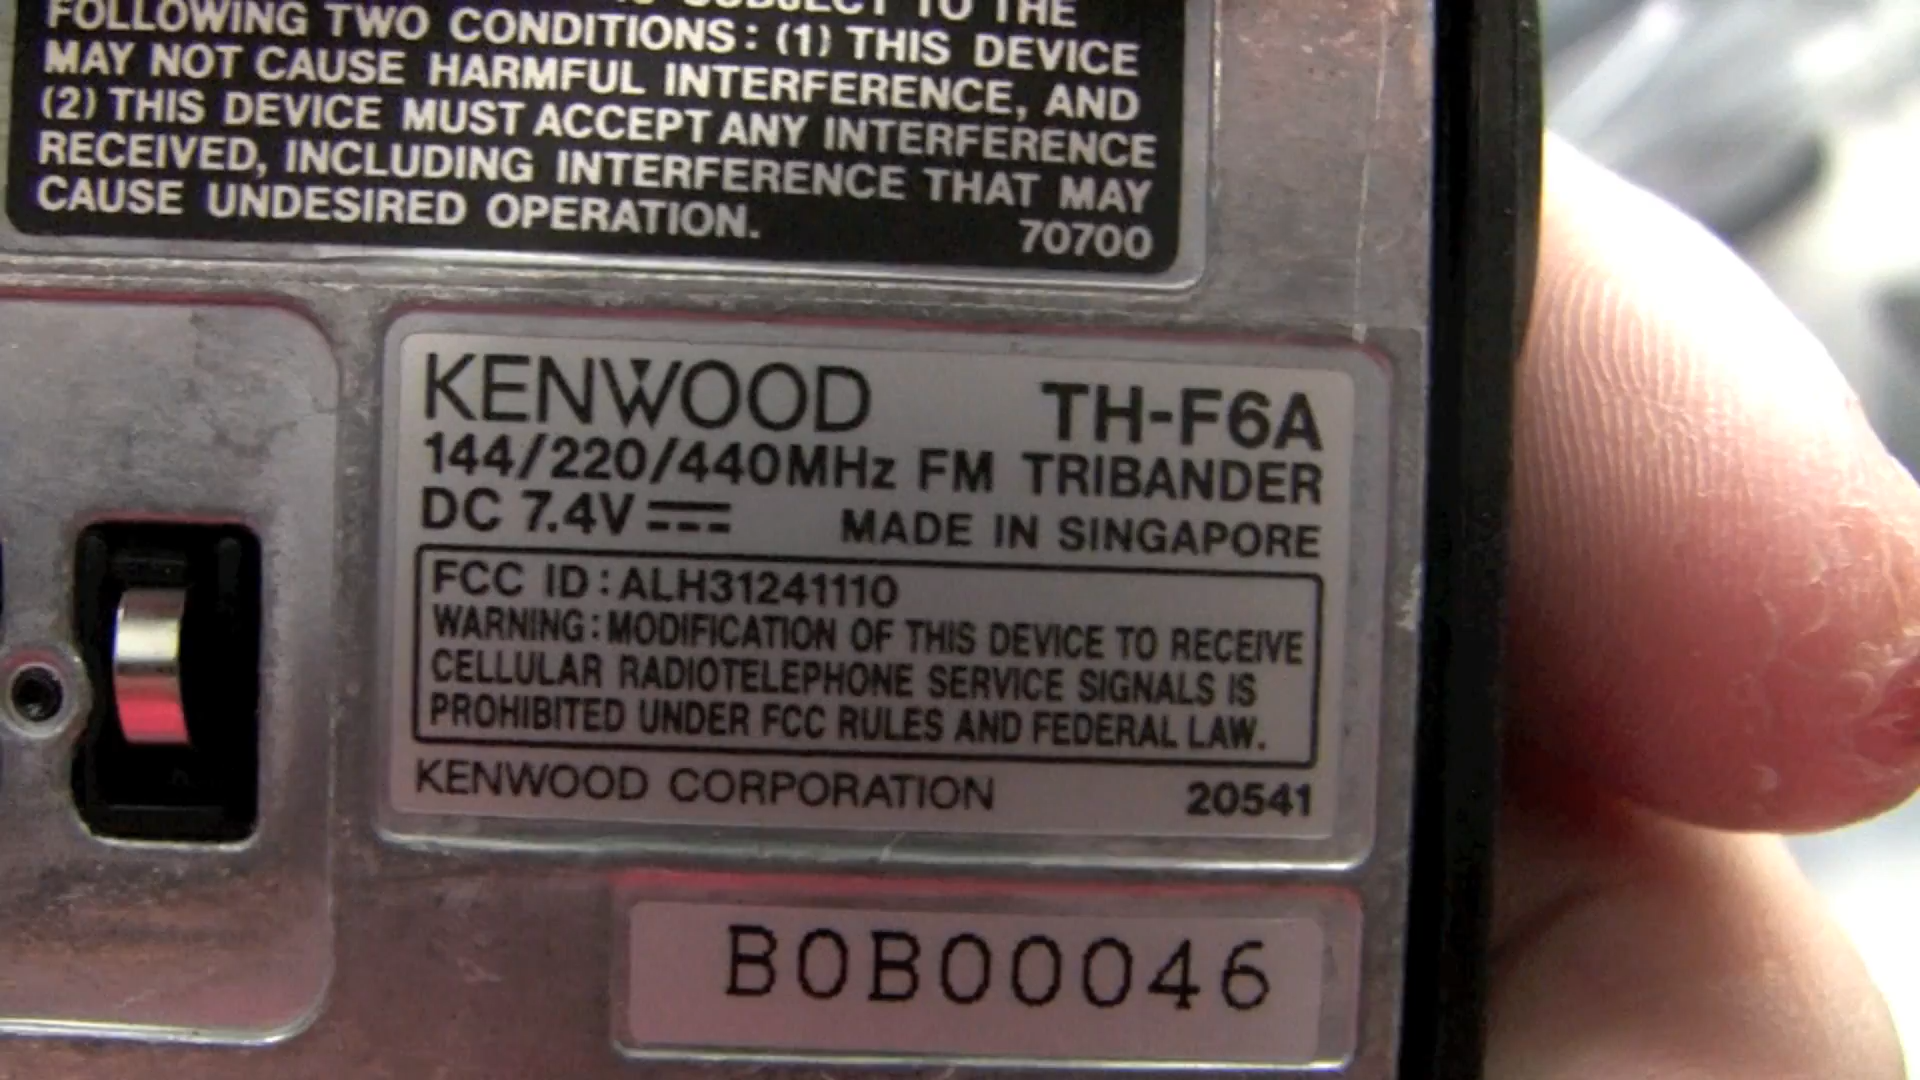 SUBJECT TO THE
FOLLOWING TWO CONDITIONS: (1) THIS DEVICE
MAY NOT CAUSE HARMFUL INTERFERENCE, AND
(2) THIS DEVICE MUST ACCEPT ANY INTERFERENCE
RECEIVED, INCLUDING INTERFERENCE THAT MAY
CAUSE UNDESIRED OPERATION. 70700
KENWOOD TH-F6A
144/220/440MHz FM TRIBANDER
DC 7.4V MADE IN SINGAPORE
FCC ID: ALH31241110
WARNING: MODIFICATION OF THIS DEVICE TO RECEIVE
CELLULAR RADIOTELEPHONE SERVICE SIGNALS IS
PROHIBITED UNDER FCC RULES AND FEDERAL LAW.
KENWOOD CORPORATION 20541
B0B00046